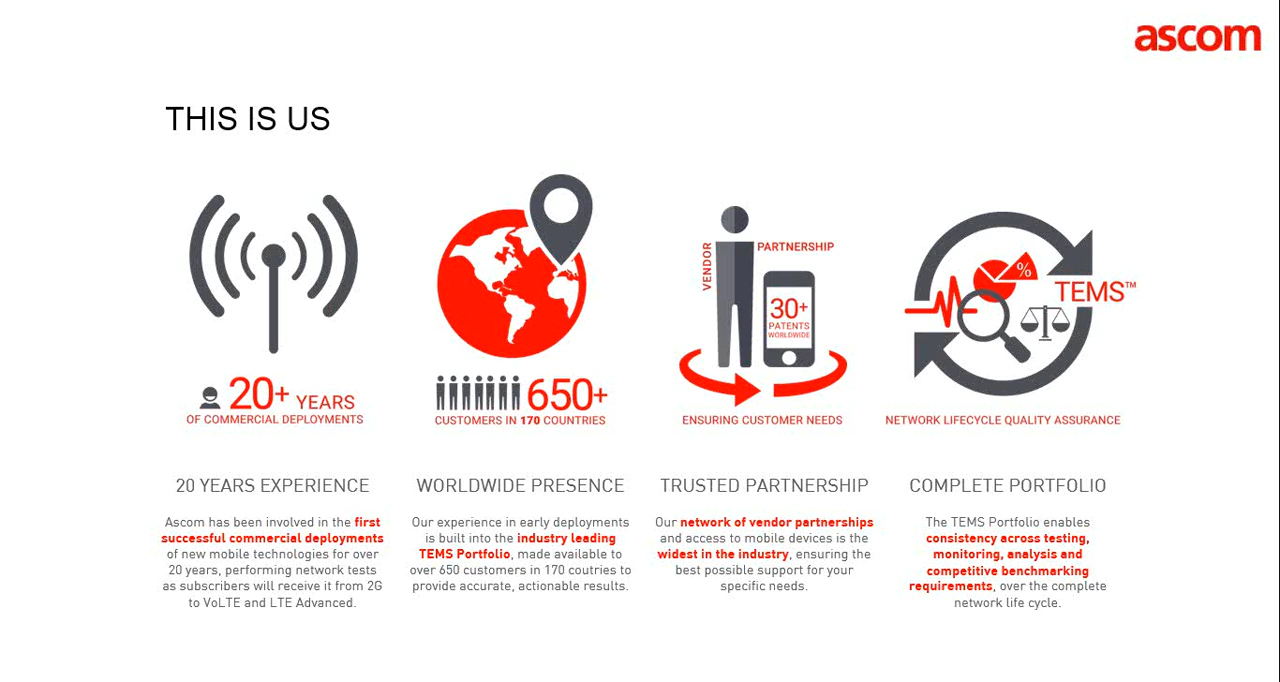 ascom
THIS IS US
20+ YEARS
OF COMMERCIAL DEPLOYMENTS
650+
CUSTOMERS IN 170 COUNTRIES
VENDOR
PARTNERSHIP
30+
PATENTS
WORLDWIDE
ENSURING CUSTOMER NEEDS
%
TEMS™
NETWORK LIFECYCLE QUALITY ASSURANCE
20 YEARS EXPERIENCE
Ascom has been involved in the first
successful commercial deployments
of new mobile technologies for over
20 years, performing network tests
as subscribers will receive it from 2G
to VoLTE and LTE Advanced.
WORLDWIDE PRESENCE
Our experience in early deployments
is built into the industry leading
TEMS Portfolio, made available to
over 650 customers in 170 coutries to
provide accurate, actionable results.
TRUSTED PARTNERSHIP
Our network of vendor partnerships
and access to mobile devices is the
widest in the industry, ensuring the
best possible support for your
specific needs.
COMPLETE PORTFOLIO
The TEMS Portfolio enables
consistency across testing,
monitoring, analysis and
competitive benchmarking
requirements, over the complete
network life cycle.